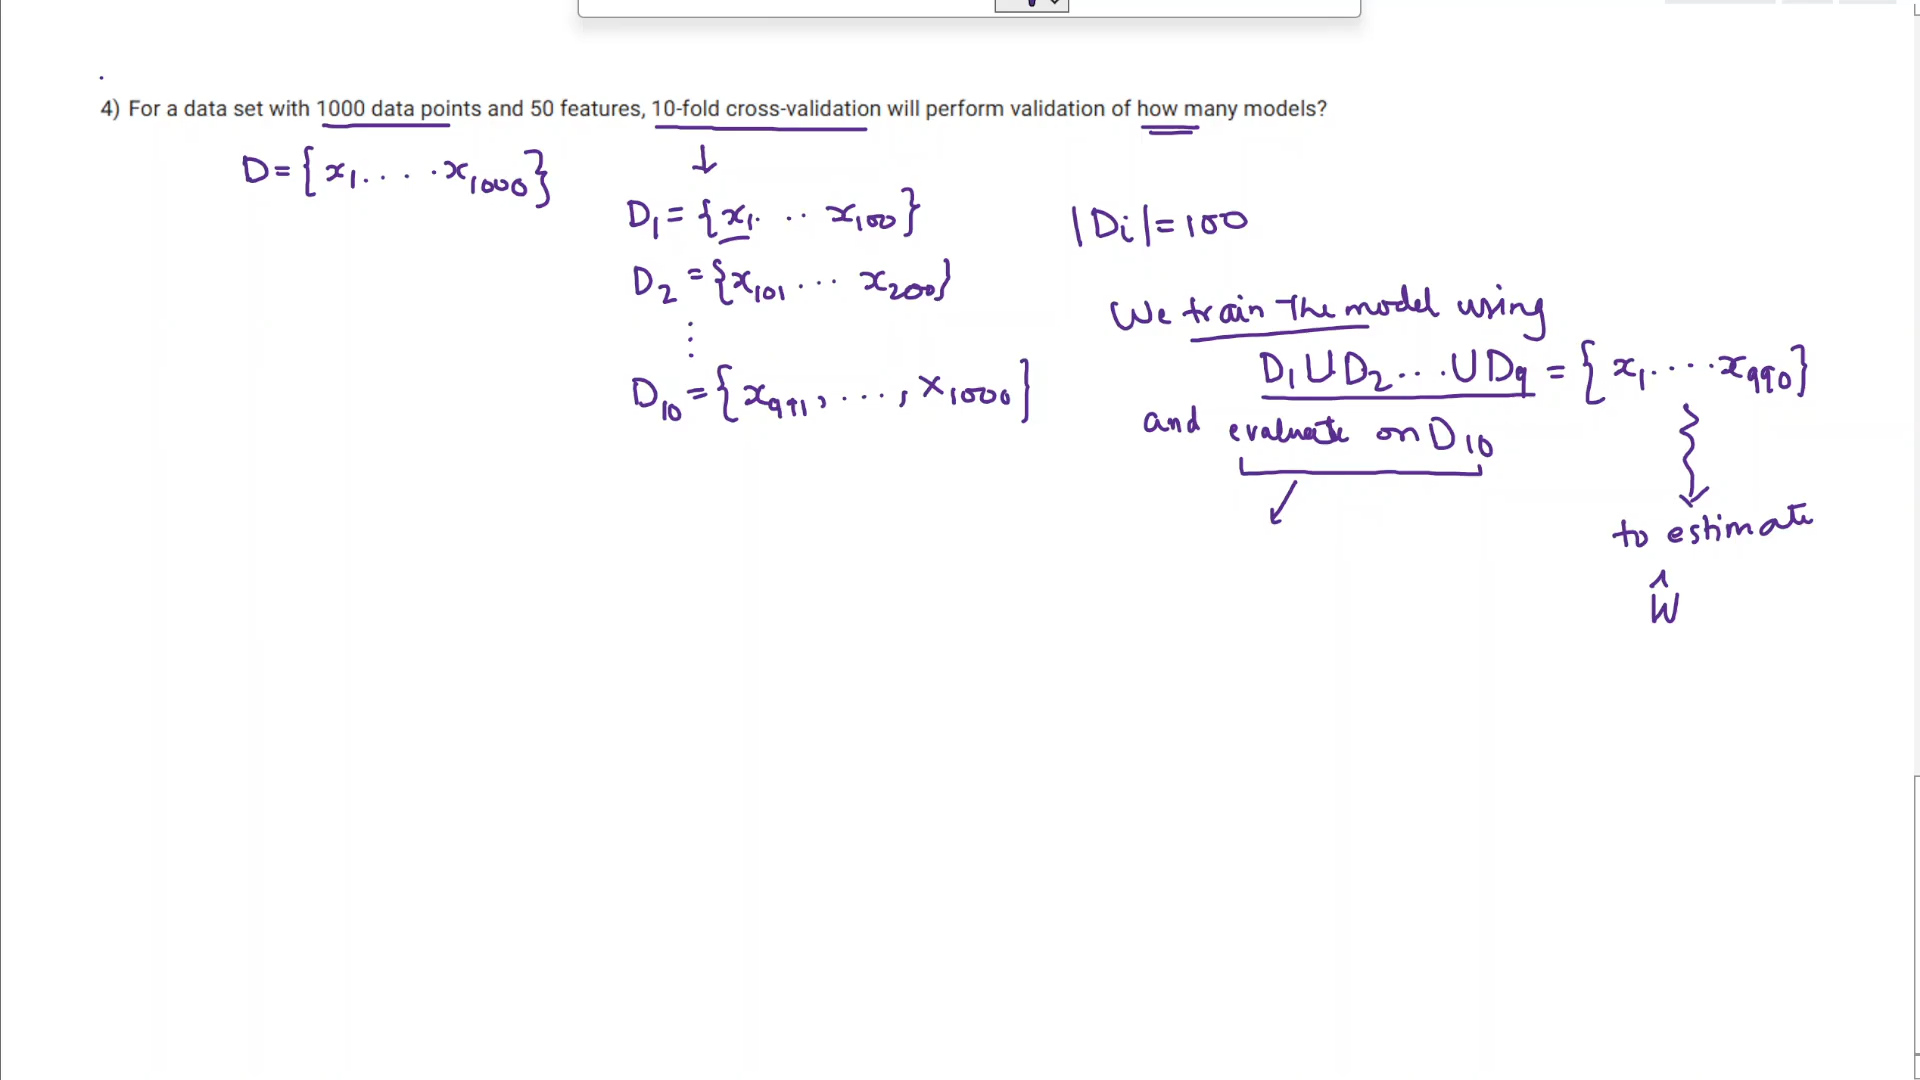 4) For a data set with 1000 data points and 50 features, 10-fold cross-validation will perform validation of how many models?
D = {x1 .... x1000}
D1 = {x1 .. .. x100}
|Di| = 100
D2 = {x101 ... x200}
We train the model using
D1 U D2 ... U D9 = {x1 .... x990}
D10 = {x991, ..., x1000}
and evaluate on D10
to estimate
ŵ